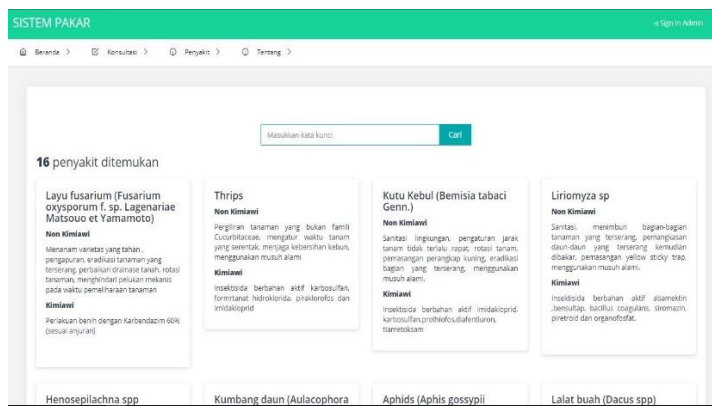 SISTEM PAKAR
Sign in Admin
Beranda > Konsultasi > Penyakit > Tentang >
Masukkan kata kunci Cari
16 penyakit ditemukan
Layu fusarium (Fusarium
oxysporum f. sp. Lagenariae
Matsouo et Yamamoto)
Non Kimiawi
Menanam varietas yang tahan ,
pengapuran, eradikasi tanaman yang
terserang, perbaikan drainase tanah, rotasi
tanaman, menghindari pelukan mekanis
pada waktu pemeliharaan tanaman
Kimiawi
Perlakuan benih dengan Karbendazim 60%
(sesuai anjuran)
Thrips
Non Kimiawi
Pergiliran tanaman yang bukan famili
Cucurbitaceae, mengatur waktu tanam
yang serentak, menjaga kebersihan kebun,
menggunakan musuh alami
Kimiawi
Insektisida berbahan aktif karbosulfan,
formtanat hidroklorida, piraklorofos dan
imidakloprid
Kutu Kebul (Bemisia tabaci
Genn.)
Non Kimiawi
Sanitasi lingkungan, pengaturan jarak
tanam tidak terlalu rapat, rotasi tanam,
pemasangan perangkap kuning, eradikasi
bagian yang terserang, menggunakan
musuh alami.
Kimiawi
Insektisida berbahan aktif imidakloprid,
karbosulfan,prothiofos,diafentiuron,
tiametoksam
Liriomyza sp
Non Kimiawi
Sanitasi, menimbun bagian-bagian
tanaman yang terserang, pemangkasan
daun-daun yang terserang kemudian
dibakar, pemasangan yellow sticky trap,
menggunakan musuh alami.
Kimiawi
Insektisida berbahan aktif abamektin
,bensultap, bacillus coagulans, siromazin,
piretroid dan organofosfat.
Henosepilachna spp
Kumbang daun (Aulacophora
Aphids (Aphis gossypii
Lalat buah (Dacus spp)